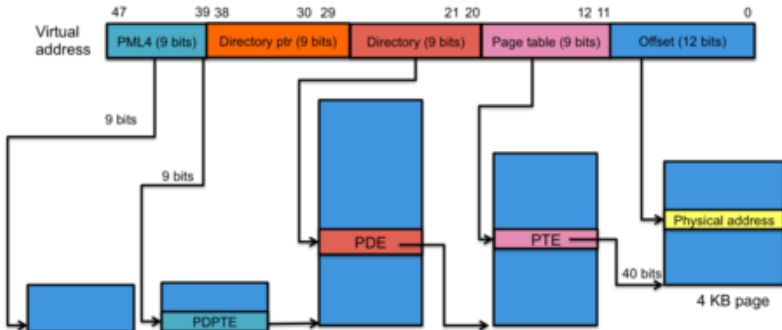 47 39 38 30 29 21 20 12 11 0
Virtual address
PML4 (9 bits) Directory ptr (9 bits) Directory (9 bits) Page table (9 bits) Offset (12 bits)
9 bits
9 bits
Physical address
PDE
PTE
40 bits
4 KB page
PDPTE